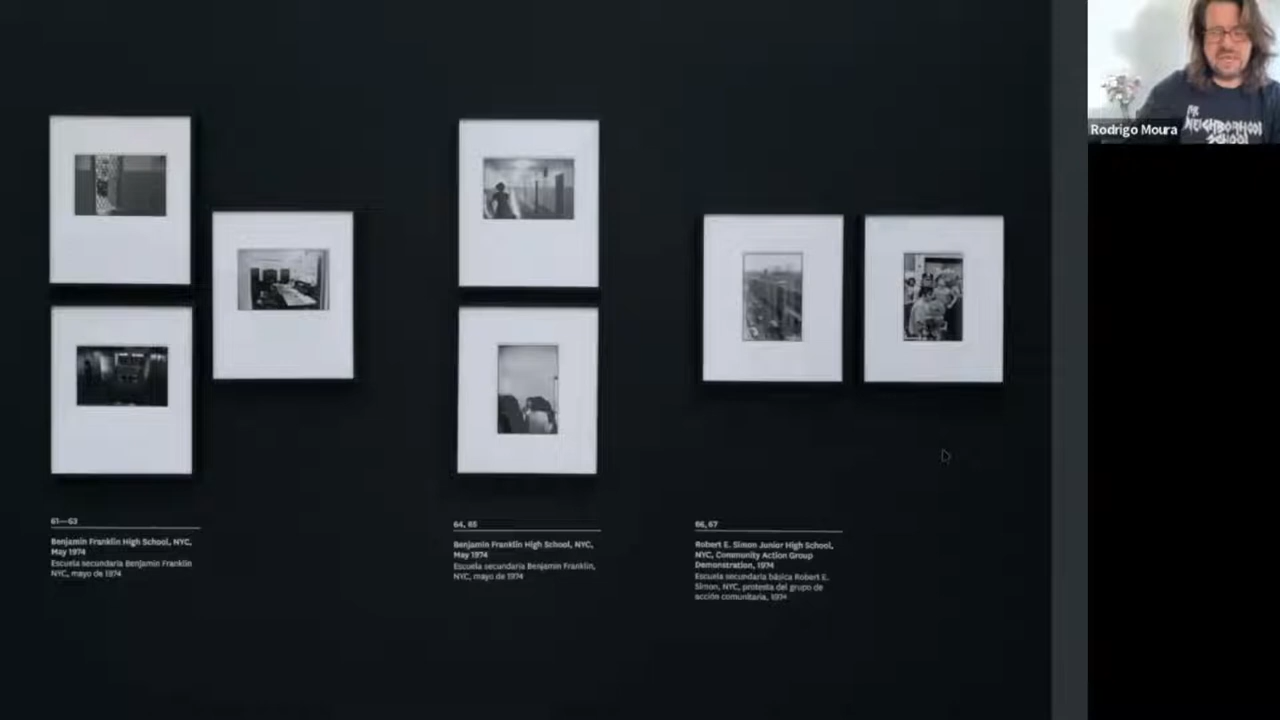 61—63
Benjamin Franklin High School, NYC,
May 1974
Escuela secundaria Benjamin Franklin
NYC, mayo de 1974
64, 65
Benjamin Franklin High School, NYC,
May 1974
Escuela secundaria Benjamin Franklin,
NYC, mayo de 1974
66, 67
Robert E. Simon Junior High School,
NYC, Community Action Group
Demonstration, 1974
Escuela secundaria básica Robert E.
Simon, NYC, protesta del grupo de
acción comunitaria, 1974
Rodrigo Moura
NEIGHBORHOOD
SCHOOL